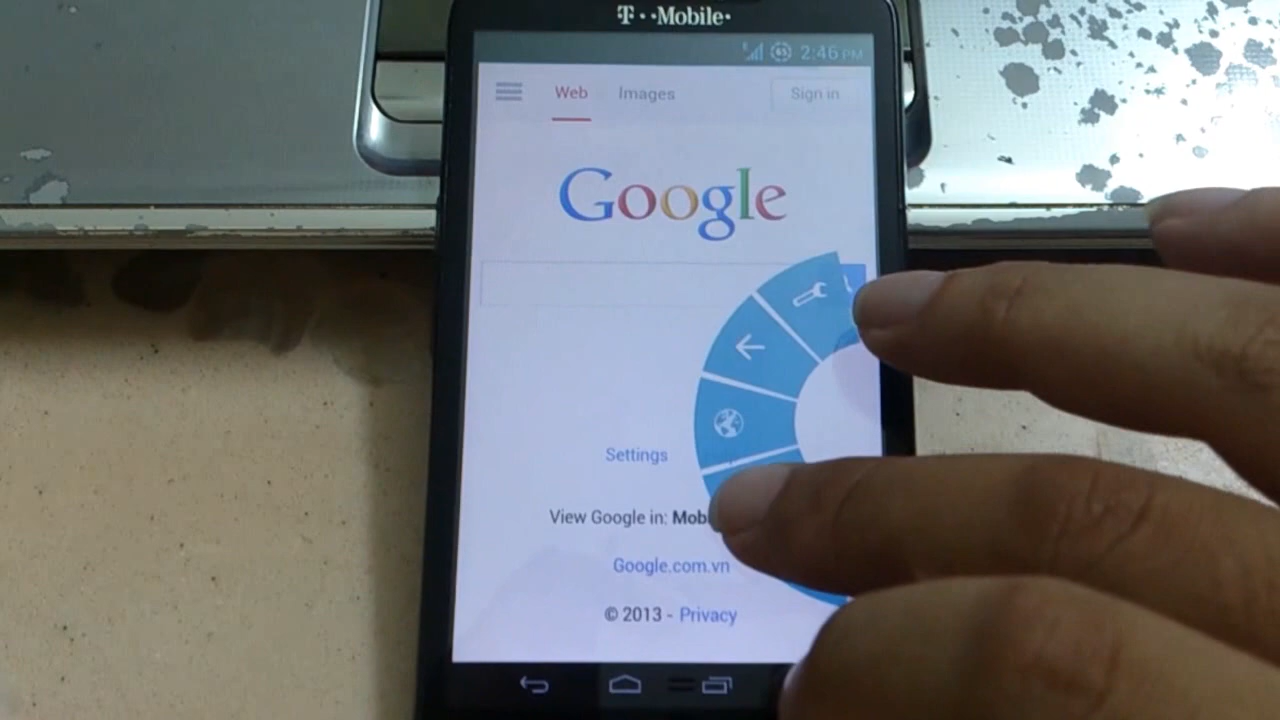 T··Mobile·
2:46 PM
Web Images Sign in
Google
Settings
View Google in: Mob
Google.com.vn
© 2013 - Privacy